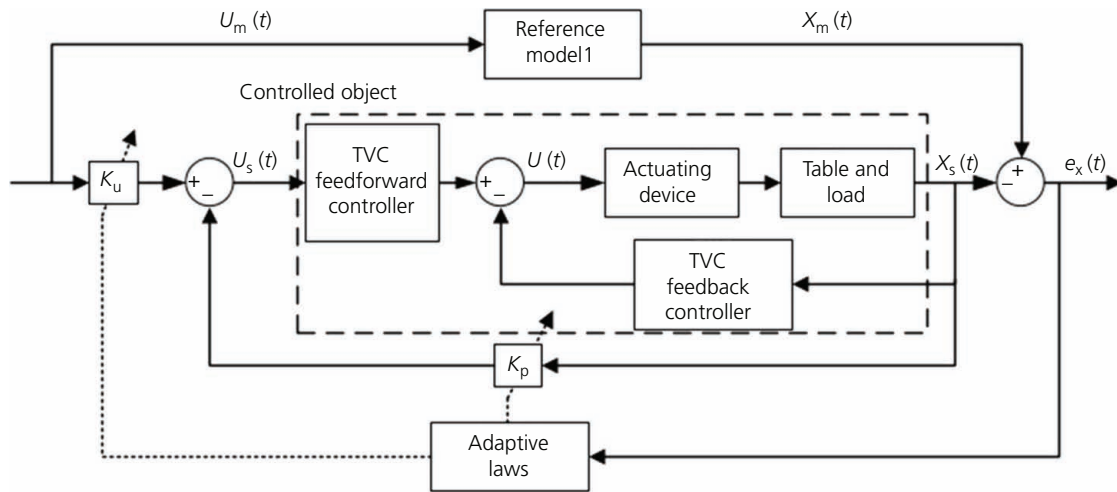 U_m (t)
Reference
model1
X_m (t)
Controlled object
K_u
+
−
U_s (t)
TVC
feedforward
controller
+
−
U (t)
Actuating
device
Table and
load
X_s (t)
+
−
e_x (t)
TVC
feedback
controller
K_p
Adaptive
laws